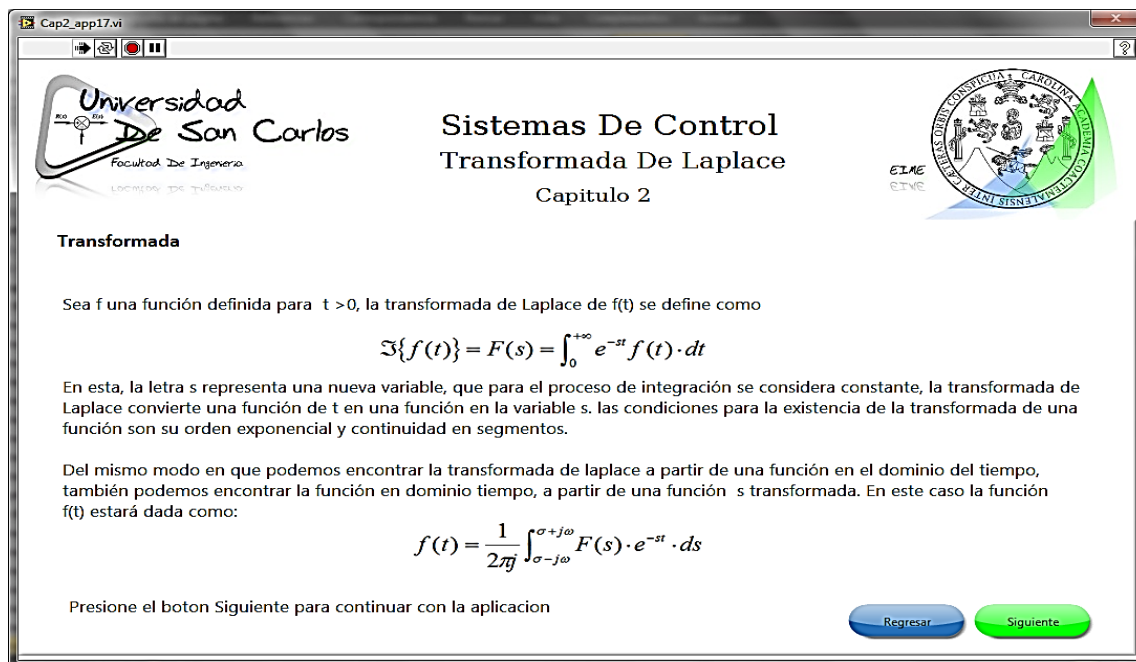 Cap2_app17.vi
Universidad
De San Carlos
R(s) E(s)
Facultad De Ingenieria
Sistemas De Control
Transformada De Laplace
Capitulo 2
EIME
CAETERAS ORBIS CONSPICUA CAROLINA ACADEMIA COACTEMALENSIS INTER
Transformada
Sea f una función definida para t >0, la transformada de Laplace de f(t) se define como
ℑ{f(t)} = F(s) = ∫₀^{+∞} e^{-st} f(t) · dt
En esta, la letra s representa una nueva variable, que para el proceso de integración se considera constante, la transformada de
Laplace convierte una función de t en una función en la variable s. las condiciones para la existencia de la transformada de una
función son su orden exponencial y continuidad en segmentos.
Del mismo modo en que podemos encontrar la transformada de laplace a partir de una función en el dominio del tiempo,
también podemos encontrar la función en dominio tiempo, a partir de una función s transformada. En este caso la función
f(t) estará dada como:
f(t) = 1/2πj ∫_{σ-jω}^{σ+jω} F(s) · e^{-st} · ds
Presione el boton Siguiente para continuar con la aplicacion
Regresar
Siguiente